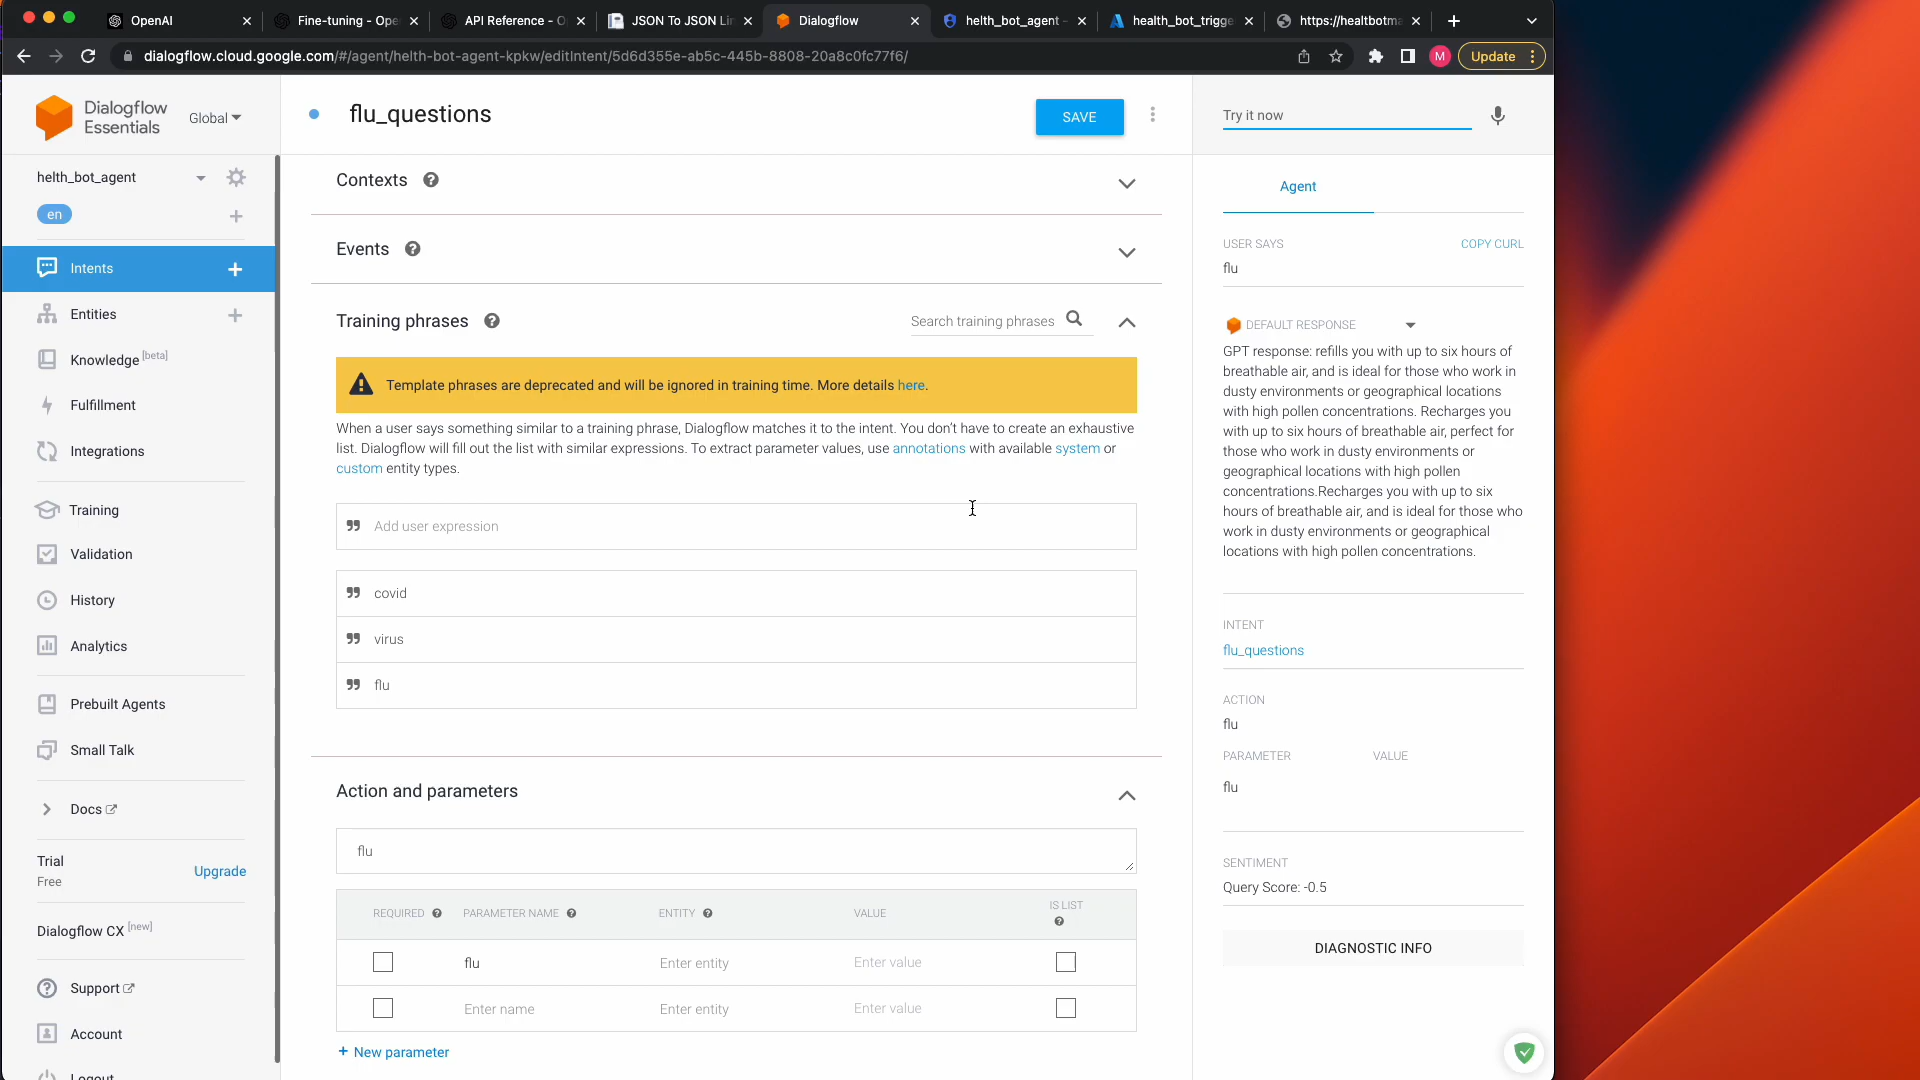 OpenAI
Fine-tuning - Ope
API Reference - O
JSON To JSON Li
Dialogflow
helth_bot_agent -
health_bot_trigge
https://healtbotma
dialogflow.cloud.google.com/#/agent/helth-bot-agent-kpkw/editIntent/5d6d355e-ab5c-445b-8808-20a8c0fc77f6/
M
Update
Dialogflow
Essentials
Global
helth_bot_agent
en
Intents
Entities
Knowledge [beta]
Fulfillment
Integrations
Training
Validation
History
Analytics
Prebuilt Agents
Small Talk
Docs
Trial
Free
Upgrade
Dialogflow CX [new]
Support
Account
Logout
flu_questions
SAVE
Contexts
Events
Training phrases
Search training phrases
Template phrases are deprecated and will be ignored in training time. More details here.
When a user says something similar to a training phrase, Dialogflow matches it to the intent. You don't have to create an exhaustive
list. Dialogflow will fill out the list with similar expressions. To extract parameter values, use annotations with available system or
custom entity types.
Add user expression
covid
virus
flu
Action and parameters
flu
REQUIRED PARAMETER NAME ENTITY VALUE IS LIST
flu Enter entity Enter value
Enter name Enter entity Enter value
+ New parameter
Try it now
Agent
USER SAYS COPY CURL
flu
DEFAULT RESPONSE
GPT response: refills you with up to six hours of
breathable air, and is ideal for those who work in
dusty environments or geographical locations
with high pollen concentrations. Recharges you
with up to six hours of breathable air, perfect for
those who work in dusty environments or
geographical locations with high pollen
concentrations.Recharges you with up to six
hours of breathable air, and is ideal for those who
work in dusty environments or geographical
locations with high pollen concentrations.
INTENT
flu_questions
ACTION
flu
PARAMETER VALUE
flu
SENTIMENT
Query Score: -0.5
DIAGNOSTIC INFO